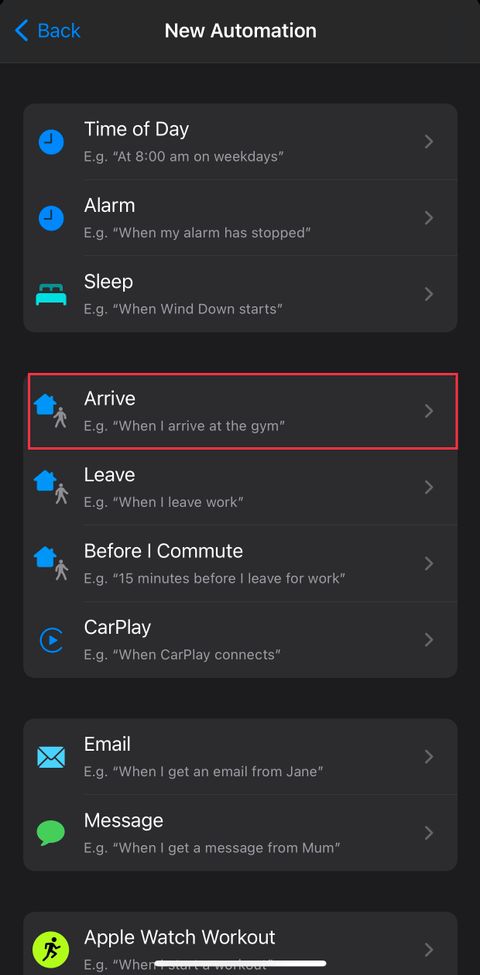 Back
New Automation
Time of Day
E.g. “At 8:00 am on weekdays”
Alarm
E.g. “When my alarm has stopped”
Sleep
E.g. “When Wind Down starts”
Arrive
E.g. “When I arrive at the gym”
Leave
E.g. “When I leave work”
Before I Commute
E.g. “15 minutes before I leave for work”
CarPlay
E.g. “When CarPlay connects”
Email
E.g. “When I get an email from Jane”
Message
E.g. “When I get a message from Mum”
Apple Watch Workout
E.g. “When I start a workout”